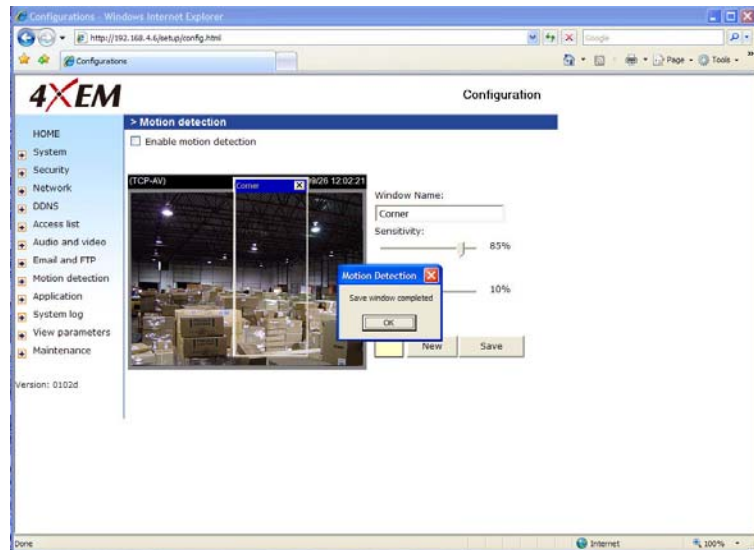 Configurations - Windows Internet Explorer
http://192.168.4.6/setup/config.html
Google
Configurations
Page
Tools
4XEM
Configuration
HOME
System
Security
Network
DDNS
Access list
Audio and video
Email and FTP
Motion detection
Application
System log
View parameters
Maintenance
Version: 0102d
> Motion detection
Enable motion detection
(TCP-AV)
9/26 12:02:21
Corner
Window Name:
Corner
Sensitivity:
85%
10%
Motion Detection
Save window completed
OK
New
Save
Done
Internet
100%